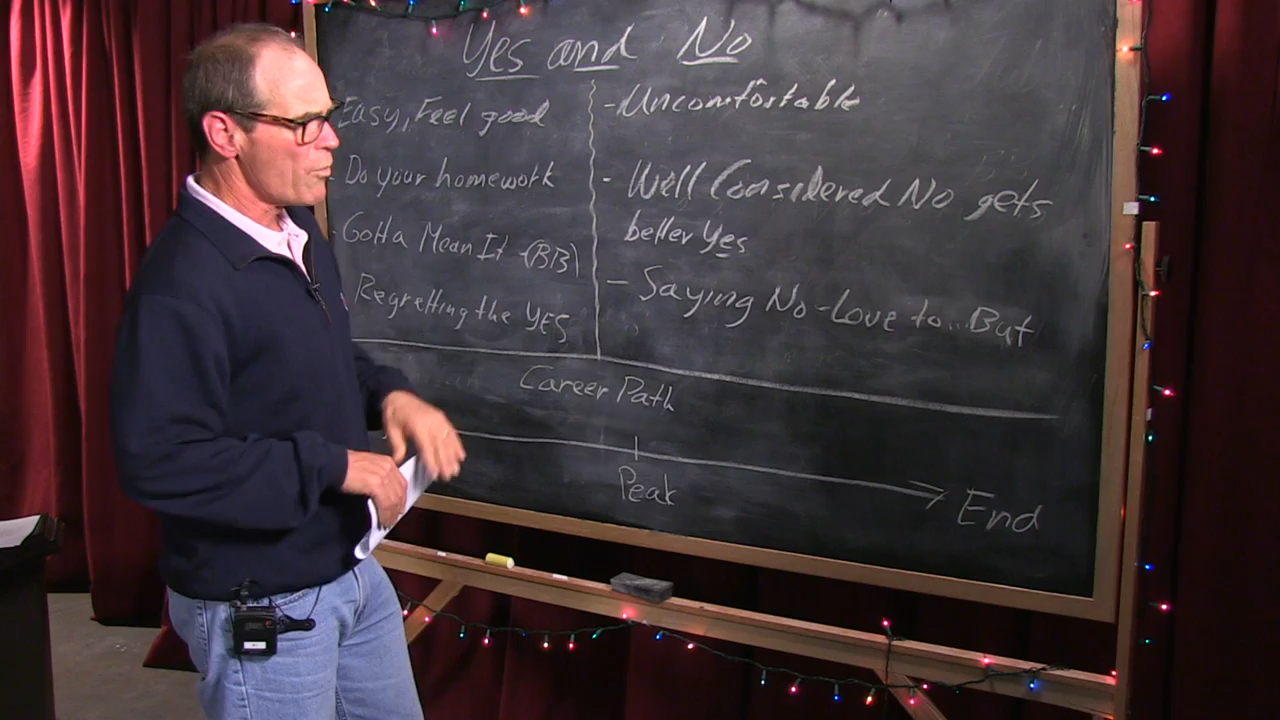 Yes and No
Easy, Feel good
- Do your homework
- Gotta Mean It (BB)
Regretting the YES
- Uncomfortable
- Well Considered No gets
better Yes
- Saying No - Love to.. But
Career Path
Peak
End